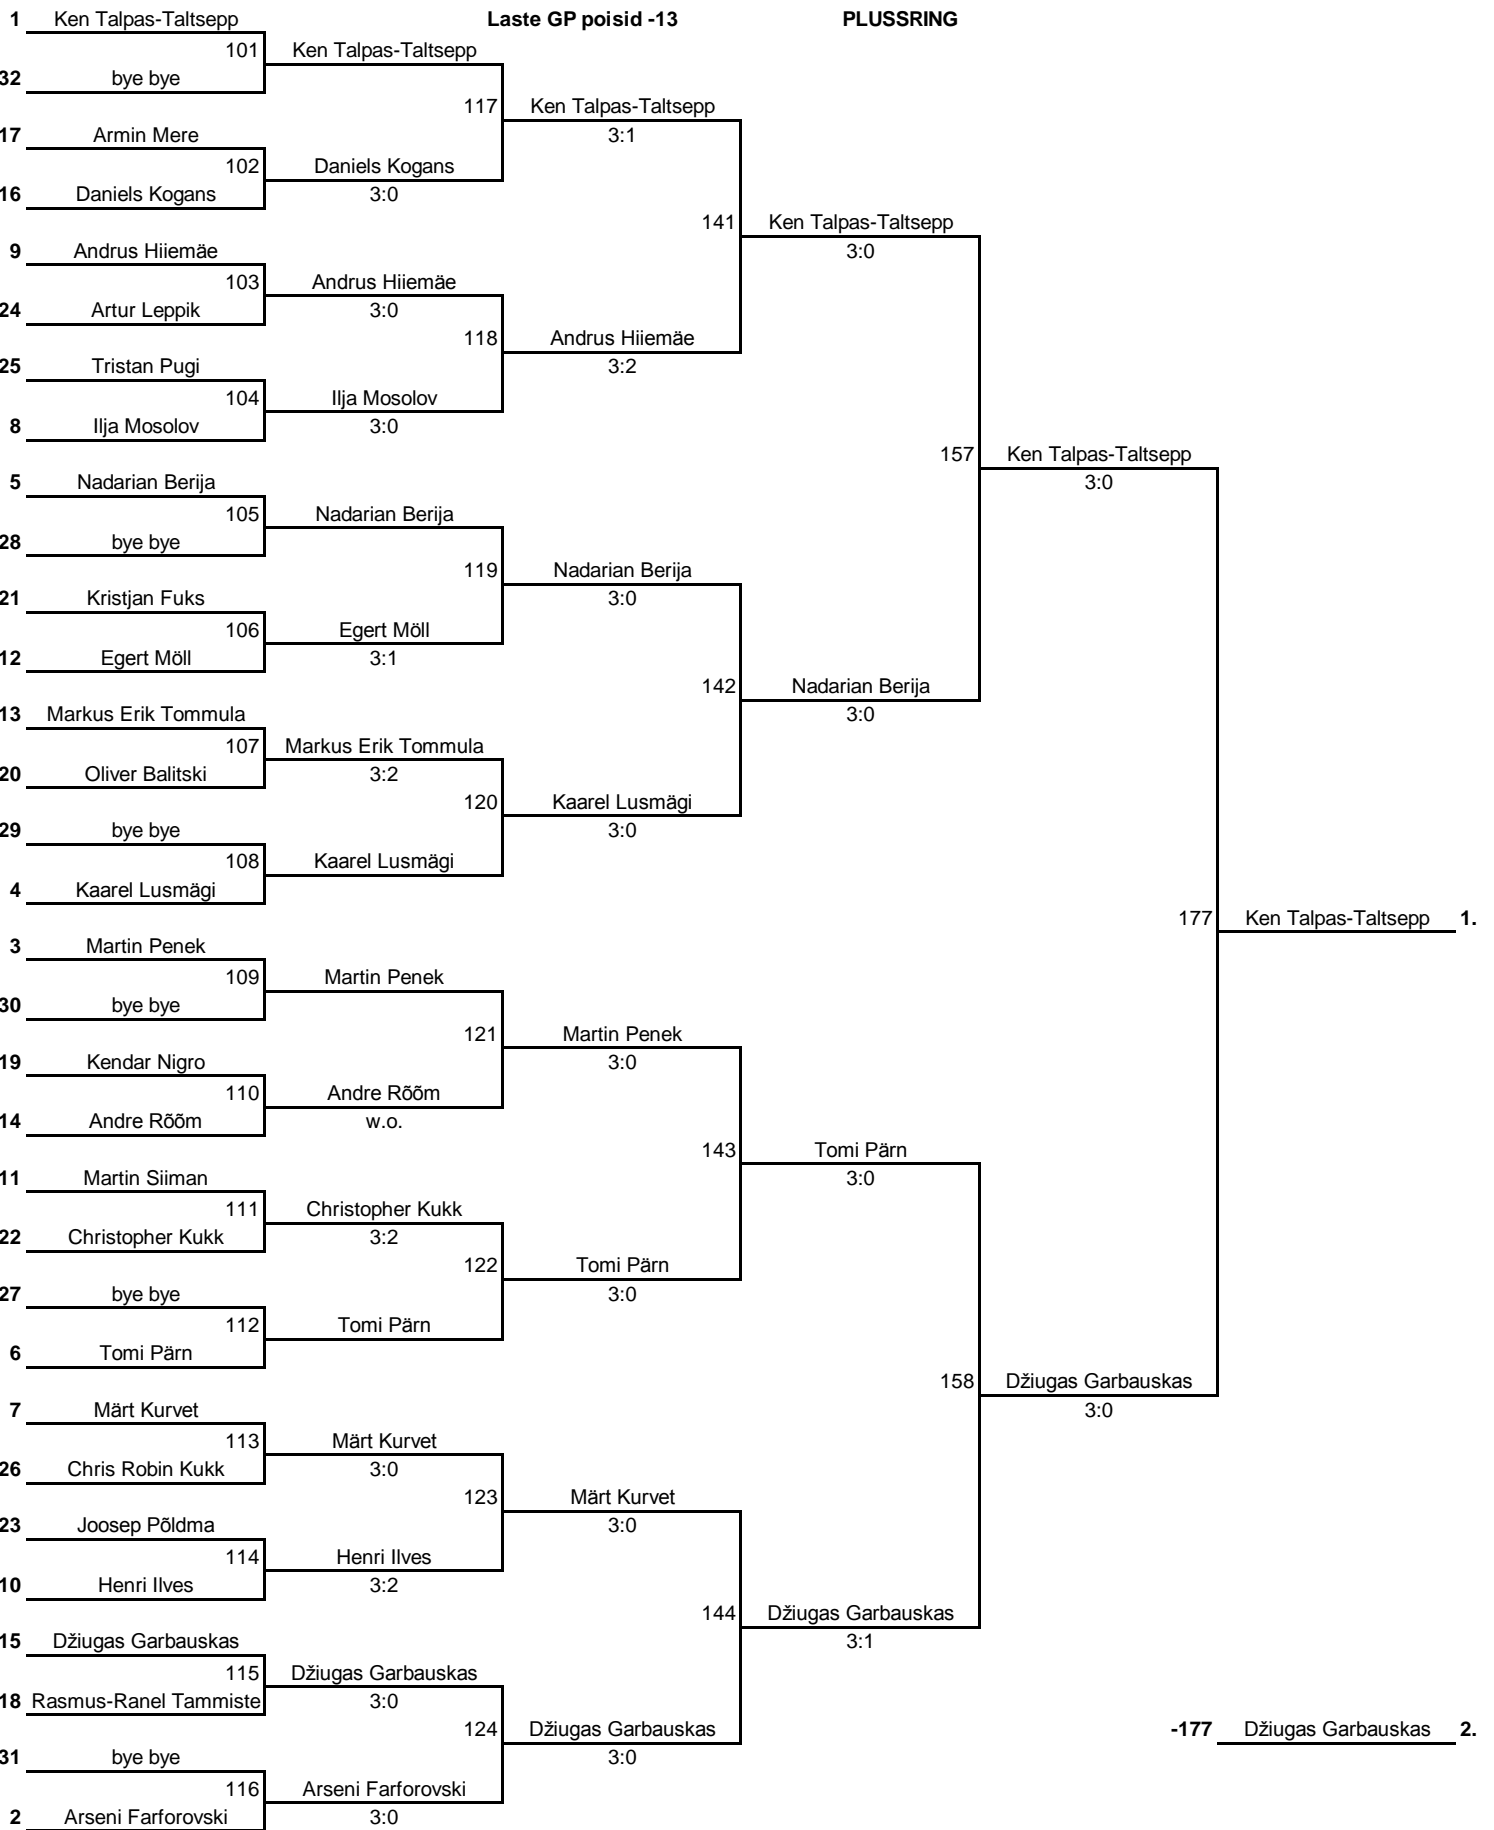 1 Ken Talpas-Taltsepp Laste GP poisid -13 PLUSSRING
101 Ken Talpas-Taltsepp
32 bye bye
117 Ken Talpas-Taltsepp
17 Armin Mere 3:1
102 Daniels Kogans
16 Daniels Kogans 3:0
141 Ken Talpas-Taltsepp
9 Andrus Hiiemäe 3:0
103 Andrus Hiiemäe
24 Artur Leppik 3:0
118 Andrus Hiiemäe
25 Tristan Pugi 3:2
104 Ilja Mosolov
8 Ilja Mosolov 3:0
157 Ken Talpas-Taltsepp
5 Nadarian Berija 3:0
105 Nadarian Berija
28 bye bye
119 Nadarian Berija
21 Kristjan Fuks 3:0
106 Egert Möll
12 Egert Möll 3:1
142 Nadarian Berija
13 Markus Erik Tommula 3:0
107 Markus Erik Tommula
20 Oliver Balitski 3:2
120 Kaarel Lusmägi
29 bye bye 3:0
108 Kaarel Lusmägi
4 Kaarel Lusmägi
177 Ken Talpas-Taltsepp 1.
3 Martin Penek
109 Martin Penek
30 bye bye
121 Martin Penek
19 Kendar Nigro 3:0
110 Andre Rõõm
14 Andre Rõõm w.o.
143 Tomi Pärn
11 Martin Siiman 3:0
111 Christopher Kukk
22 Christopher Kukk 3:2
122 Tomi Pärn
27 bye bye 3:0
112 Tomi Pärn
6 Tomi Pärn
158 Džiugas Garbauskas
7 Märt Kurvet 3:0
113 Märt Kurvet
26 Chris Robin Kukk 3:0
123 Märt Kurvet
23 Joosep Põldma 3:0
114 Henri Ilves
10 Henri Ilves 3:2
144 Džiugas Garbauskas
15 Džiugas Garbauskas 3:1
115 Džiugas Garbauskas
18 Rasmus-Ranel Tammiste 3:0
124 Džiugas Garbauskas -177 Džiugas Garbauskas 2.
31 bye bye 3:0
116 Arseni Farforovski
2 Arseni Farforovski 3:0